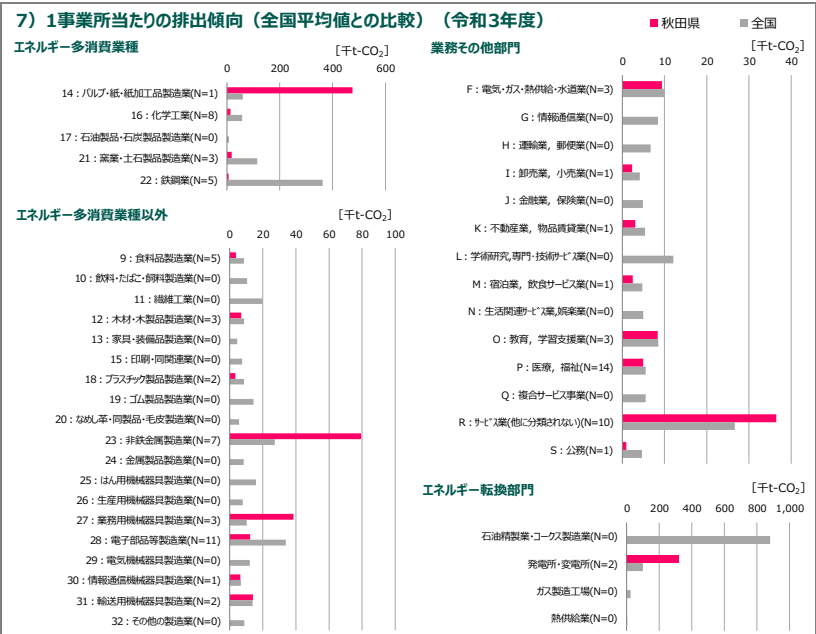 7）1事業所当たりの排出傾向（全国平均値との比較）（令和3年度）
秋田県
全国
エネルギー多消費業種
[千t-CO2]
0 200 400 600
14：パルプ・紙・紙加工品製造業(N=1)
16：化学工業(N=8)
17：石油製品・石炭製品製造業(N=0)
21：窯業・土石製品製造業(N=3)
22：鉄鋼業(N=5)
エネルギー多消費業種以外
[千t-CO2]
0 20 40 60 80 100
9：食料品製造業(N=5)
10：飲料・たばこ・飼料製造業(N=0)
11：繊維工業(N=0)
12：木材・木製品製造業(N=3)
13：家具・装備品製造業(N=0)
15：印刷・同関連業(N=0)
18：プラスチック製品製造業(N=2)
19：ゴム製品製造業(N=0)
20：なめし革・同製品・毛皮製造業(N=0)
23：非鉄金属製造業(N=7)
24：金属製品製造業(N=0)
25：はん用機械器具製造業(N=0)
26：生産用機械器具製造業(N=0)
27：業務用機械器具製造業(N=3)
28：電子部品等製造業(N=11)
29：電気機械器具製造業(N=0)
30：情報通信機械器具製造業(N=1)
31：輸送用機械器具製造業(N=2)
32：その他の製造業(N=0)
業務その他部門
[千t-CO2]
0 10 20 30 40
F：電気・ガス・熱供給・水道業(N=3)
G：情報通信業(N=0)
H：運輸業，郵便業(N=0)
I：卸売業，小売業(N=1)
J：金融業，保険業(N=0)
K：不動産業，物品賃貸業(N=1)
L：学術研究,専門・技術ｻｰﾋﾞｽ業(N=0)
M：宿泊業，飲食サービス業(N=1)
N：生活関連ｻｰﾋﾞｽ業,娯楽業(N=0)
O：教育，学習支援業(N=3)
P：医療，福祉(N=14)
Q：複合サービス事業(N=0)
R：ｻｰﾋﾞｽ業(他に分類されない)(N=10)
S：公務(N=1)
エネルギー転換部門
[千t-CO2]
0 200 400 600 800 1,000
石油精製業・コークス製造業(N=0)
発電所・変電所(N=2)
ガス製造工場(N=0)
熱供給業(N=0)